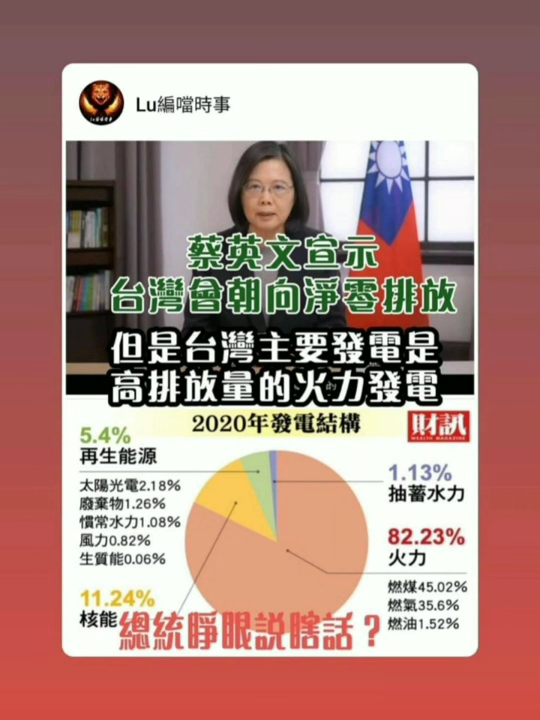 Lu編噹時事
蔡英文宣示
台灣會朝向淨零排放
但是台灣主要發電是
高排放量的火力發電
2020年發電結構
財訊
WEALTH MAGAZINE
5.4%
再生能源
太陽光電2.18%
廢棄物1.26%
慣常水力1.08%
風力0.82%
生質能0.06%
11.24%
核能
1.13%
抽蓄水力
82.23%
火力
燃煤45.02%
燃氣35.6%
燃油1.52%
總統睜眼説瞎話？